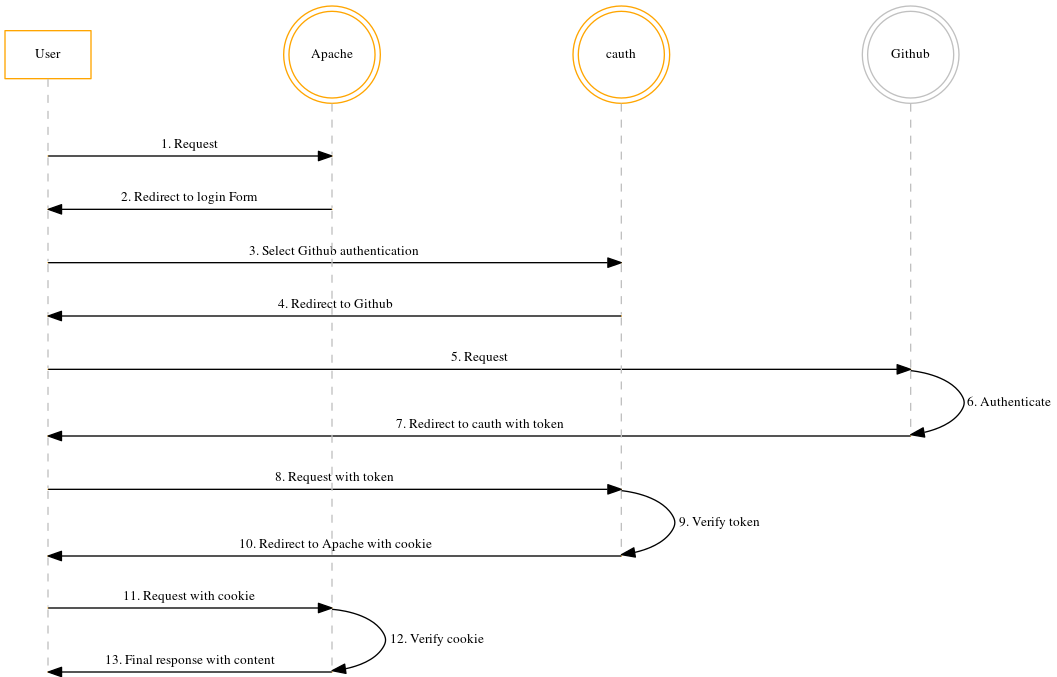 User
Apache
cauth
Github
1. Request
2. Redirect to login Form
3. Select Github authentication
4. Redirect to Github
5. Request
6. Authenticate
7. Redirect to cauth with token
8. Request with token
9. Verify token
10. Redirect to Apache with cookie
11. Request with cookie
12. Verify cookie
13. Final response with content